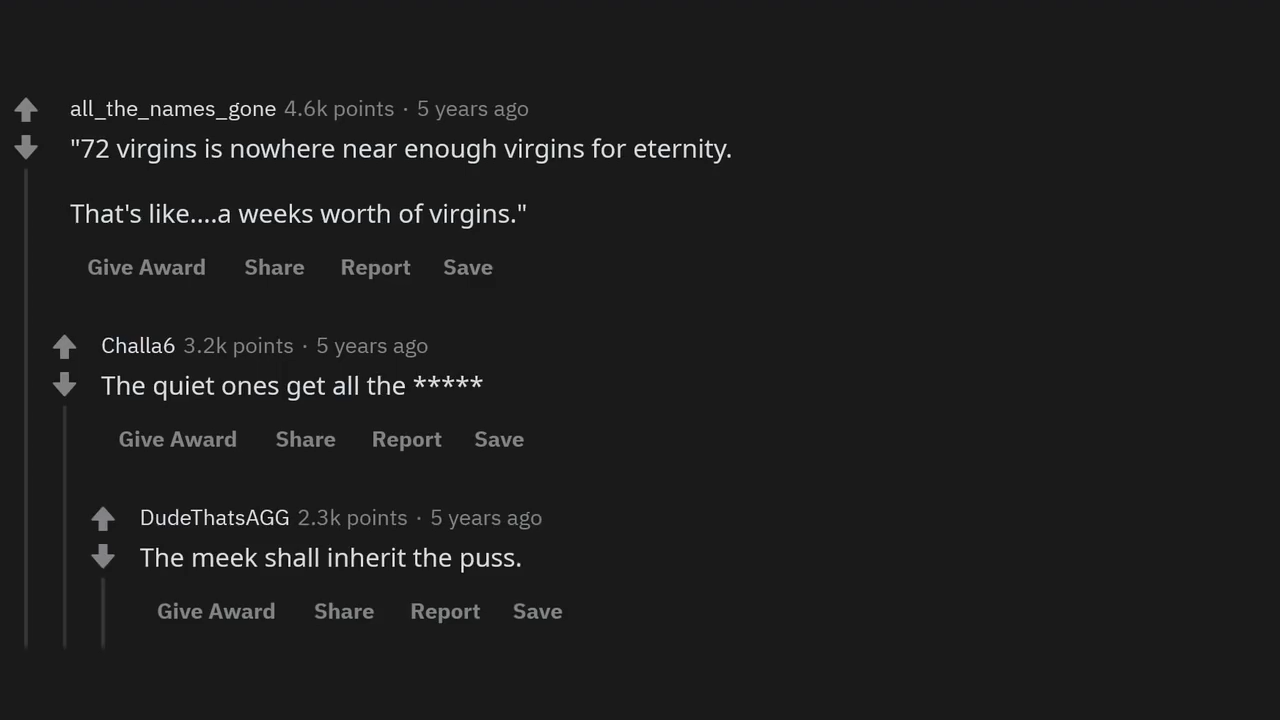 all_the_names_gone 4.6k points · 5 years ago
"72 virgins is nowhere near enough virgins for eternity.
That's like....a weeks worth of virgins."
Give Award Share Report Save
Challa6 3.2k points · 5 years ago
The quiet ones get all the *****
Give Award Share Report Save
DudeThatsAGG 2.3k points · 5 years ago
The meek shall inherit the puss.
Give Award Share Report Save